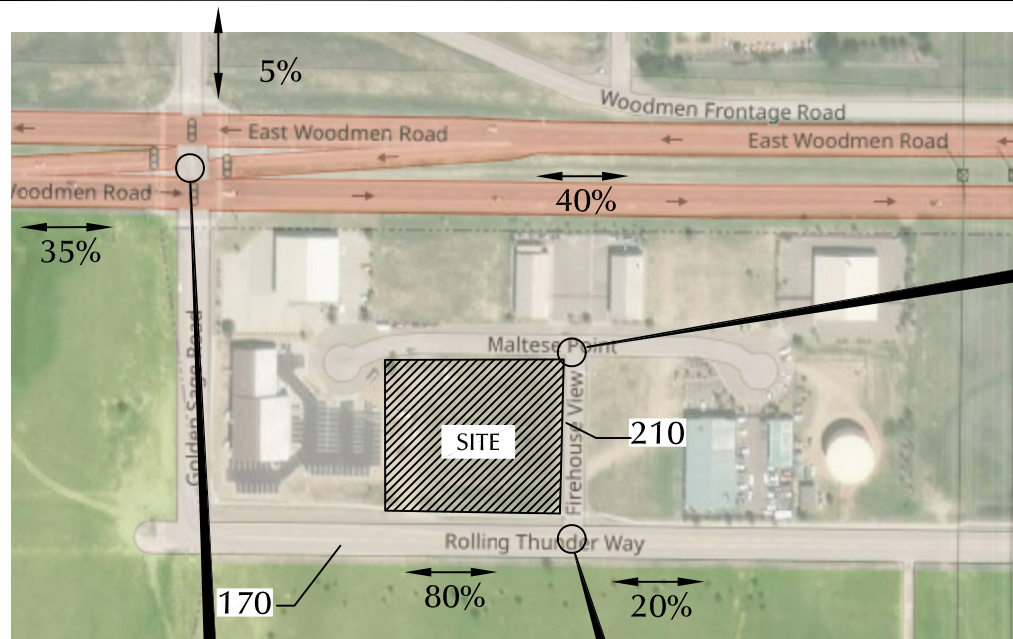 5%
Woodmen Frontage Road
East Woodmen Road
East Woodmen Road
Woodmen Road
40%
35%
Golden Sage Road
Maltese Point
SITE
210
Firehouse View
Rolling Thunder Way
170
80%
20%